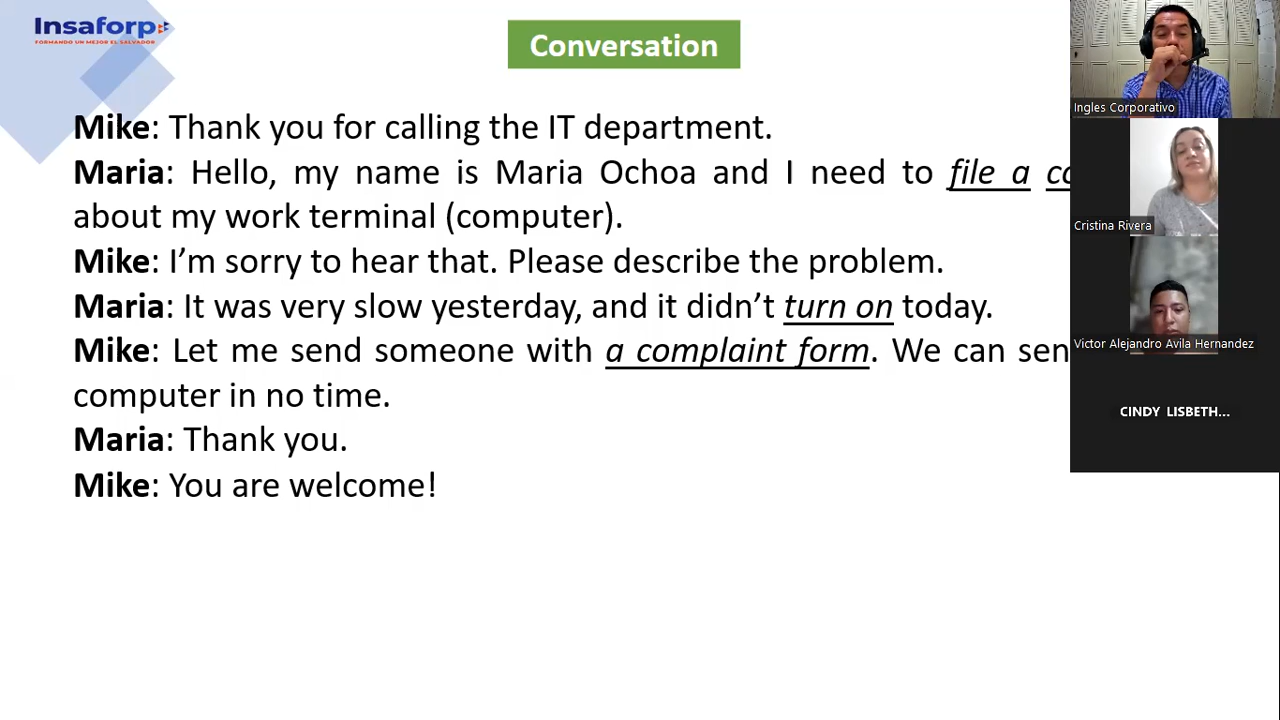 Insaforp
FORMANDO UN MEJOR EL SALVADOR
Conversation
Mike: Thank you for calling the IT department.
Maria: Hello, my name is Maria Ochoa and I need to file a
about my work terminal (computer).
Mike: I’m sorry to hear that. Please describe the problem.
Maria: It was very slow yesterday, and it didn’t turn on today.
Mike: Let me send someone with a complaint form. We can
computer in no time.
Maria: Thank you.
Mike: You are welcome!
Ingles Corporativo
Cristina Rivera
Victor Alejandro Avila Hernandez
CINDY LISBETH...